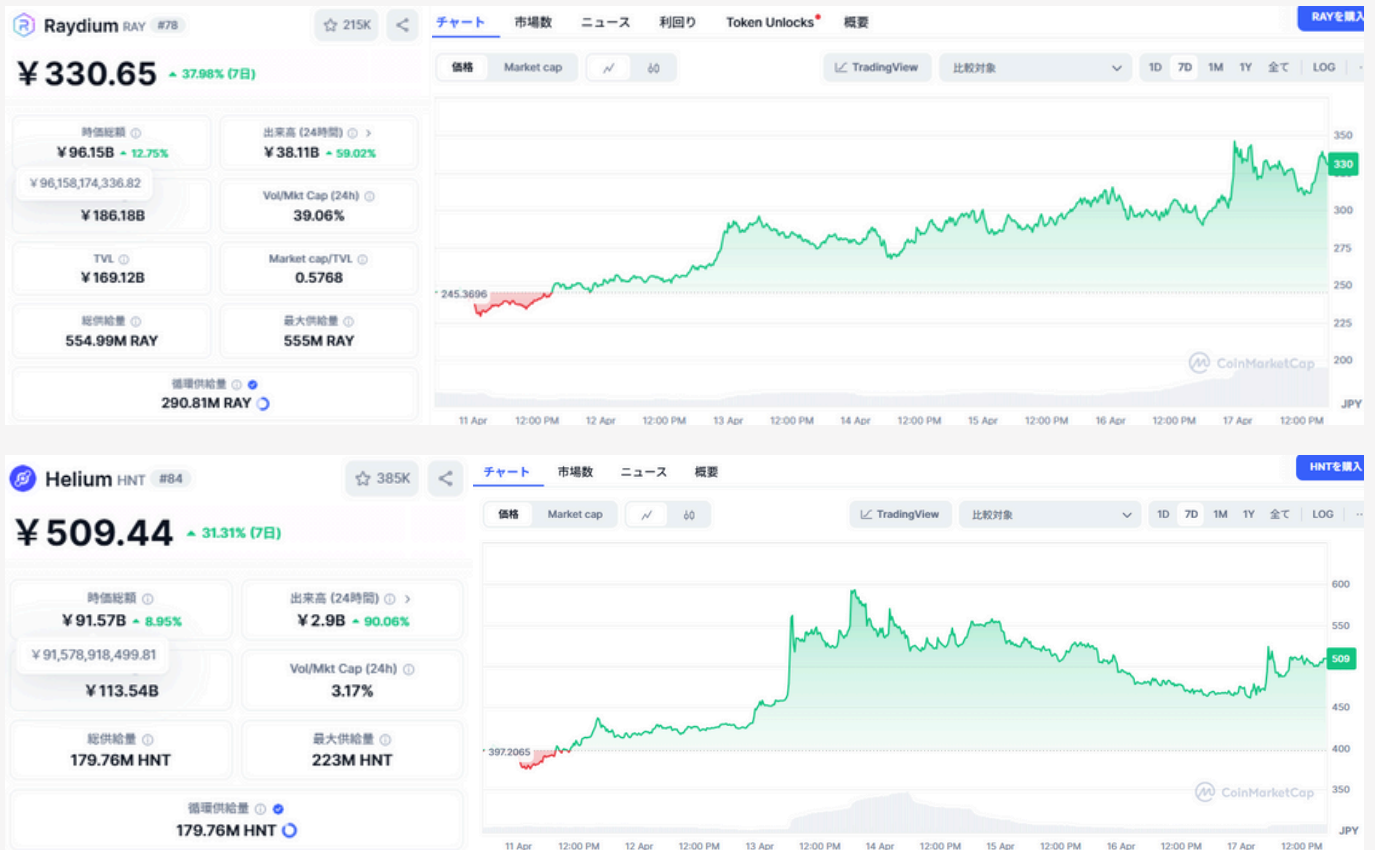 Raydium RAY #78
215K
¥330.65 37.98% (7日)
時価総額
¥96.15B 12.75%
¥96,158,174,336.82
¥186.18B
出来高 (24時間)
¥38.11B 59.02%
Vol/Mkt Cap (24h)
39.06%
TVL
¥169.12B
Market cap/TVL
0.5768
総供給量
554.99M RAY
最大供給量
555M RAY
循環供給量
290.81M RAY
チャート 市場数 ニュース 利回り Token Unlocks 概要
RAYを購入
価格 Market cap
TradingView 比較対象 1D 7D 1M 1Y 全て LOG
350
330
300
275
250
225
200
245.3696
CoinMarketCap
JPY
11 Apr 12:00 PM 12 Apr 12:00 PM 13 Apr 12:00 PM 14 Apr 12:00 PM 15 Apr 12:00 PM 16 Apr 12:00 PM 17 Apr 12:00 PM
Helium HNT #84
385K
¥509.44 31.31% (7日)
時価総額
¥91.57B 8.95%
¥91,578,918,499.81
¥113.54B
出来高 (24時間)
¥2.9B 90.06%
Vol/Mkt Cap (24h)
3.17%
総供給量
179.76M HNT
最大供給量
223M HNT
循環供給量
179.76M HNT
チャート 市場数 ニュース 概要
HNTを購入
価格 Market cap
TradingView 比較対象 1D 7D 1M 1Y 全て LOG
600
550
509
450
400
350
397.2065
CoinMarketCap
JPY
11 Apr 12:00 PM 12 Apr 12:00 PM 13 Apr 12:00 PM 14 Apr 12:00 PM 15 Apr 12:00 PM 16 Apr 12:00 PM 17 Apr 12:00 PM